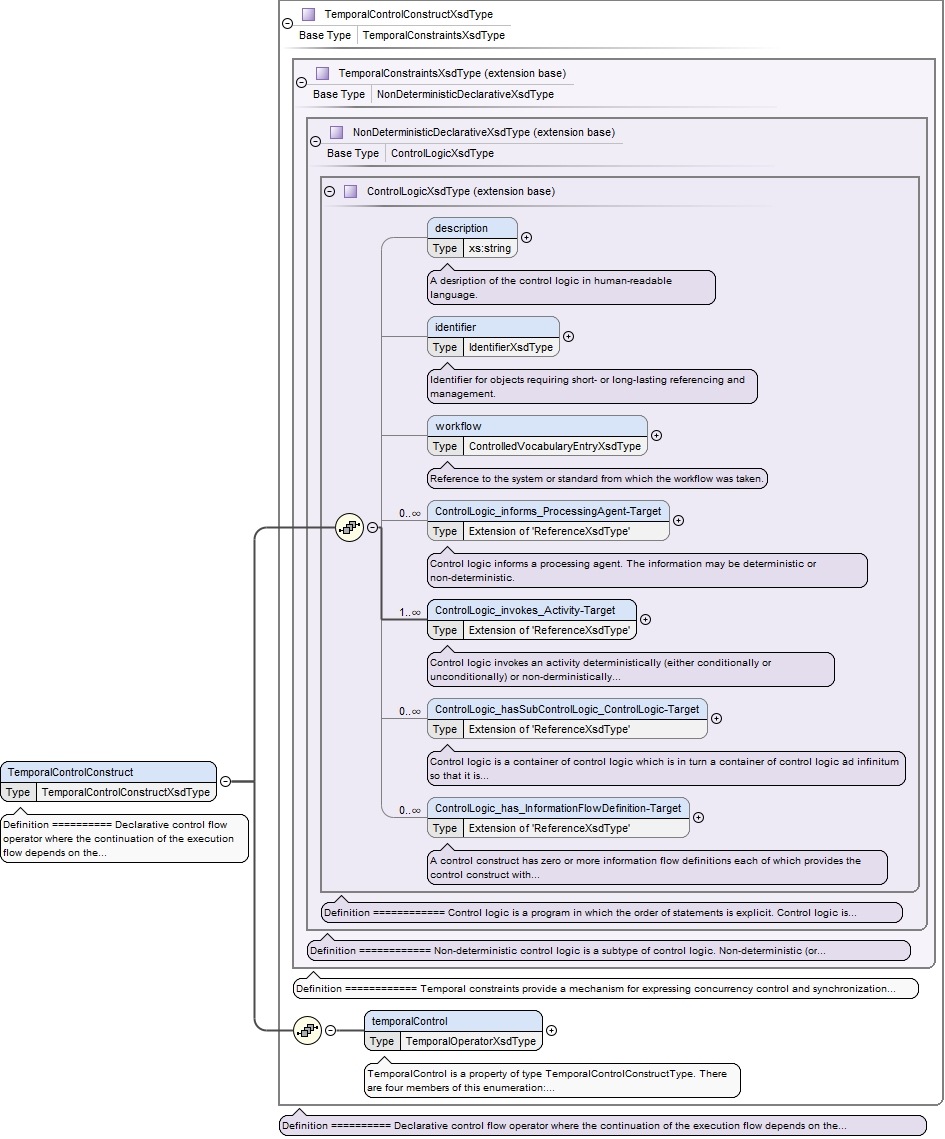 TemporalControlConstructXsdType
Base Type TemporalConstraintsXsdType
TemporalConstraintsXsdType (extension base)
Base Type NonDeterministicDeclarativeXsdType
NonDeterministicDeclarativeXsdType (extension base)
Base Type ControlLogicXsdType
ControlLogicXsdType (extension base)
description
Type xs:string
A desription of the control logic in human-readable
language.
identifier
Type IdentifierXsdType
Identifier for objects requiring short- or long-lasting referencing and
management.
workflow
Type ControlledVocabularyEntryXsdType
Reference to the system or standard from which the workflow was taken.
0..∞ ControlLogic_informs_ProcessingAgent-Target
Type Extension of 'ReferenceXsdType'
Control logic informs a processing agent. The information may be deterministic or
non-deterministic.
1..∞ ControlLogic_invokes_Activity-Target
Type Extension of 'ReferenceXsdType'
Control logic invokes an activity deterministically (either conditionally or
unconditionally) or non-derministically...
0..∞ ControlLogic_hasSubControlLogic_ControlLogic-Target
Type Extension of 'ReferenceXsdType'
Control logic is a container of control logic which is in turn a container of control logic ad infinitum
so that it is...
0..∞ ControlLogic_has_InformationFlowDefinition-Target
Type Extension of 'ReferenceXsdType'
A control construct has zero or more information flow definitions each of which provides the
control construct with...
TemporalControlConstruct
Type TemporalControlConstructXsdType
Definition ========== Declarative control flow
operator where the continuation of the execution
flow depends on the...
Definition ============ Control logic is a program in which the order of statements is explicit. Control logic is...
Definition ============ Non-deterministic control logic is a subtype of control logic. Non-deterministic (or...
Definition ============ Temporal constraints provide a mechanism for expressing concurrency control and synchronization...
temporalControl
Type TemporalOperatorXsdType
TemporalControl is a property of type TemporalControlConstructType. There
are four members of this enumeration:...
Definition ========== Declarative control flow operator where the continuation of the execution flow depends on the...